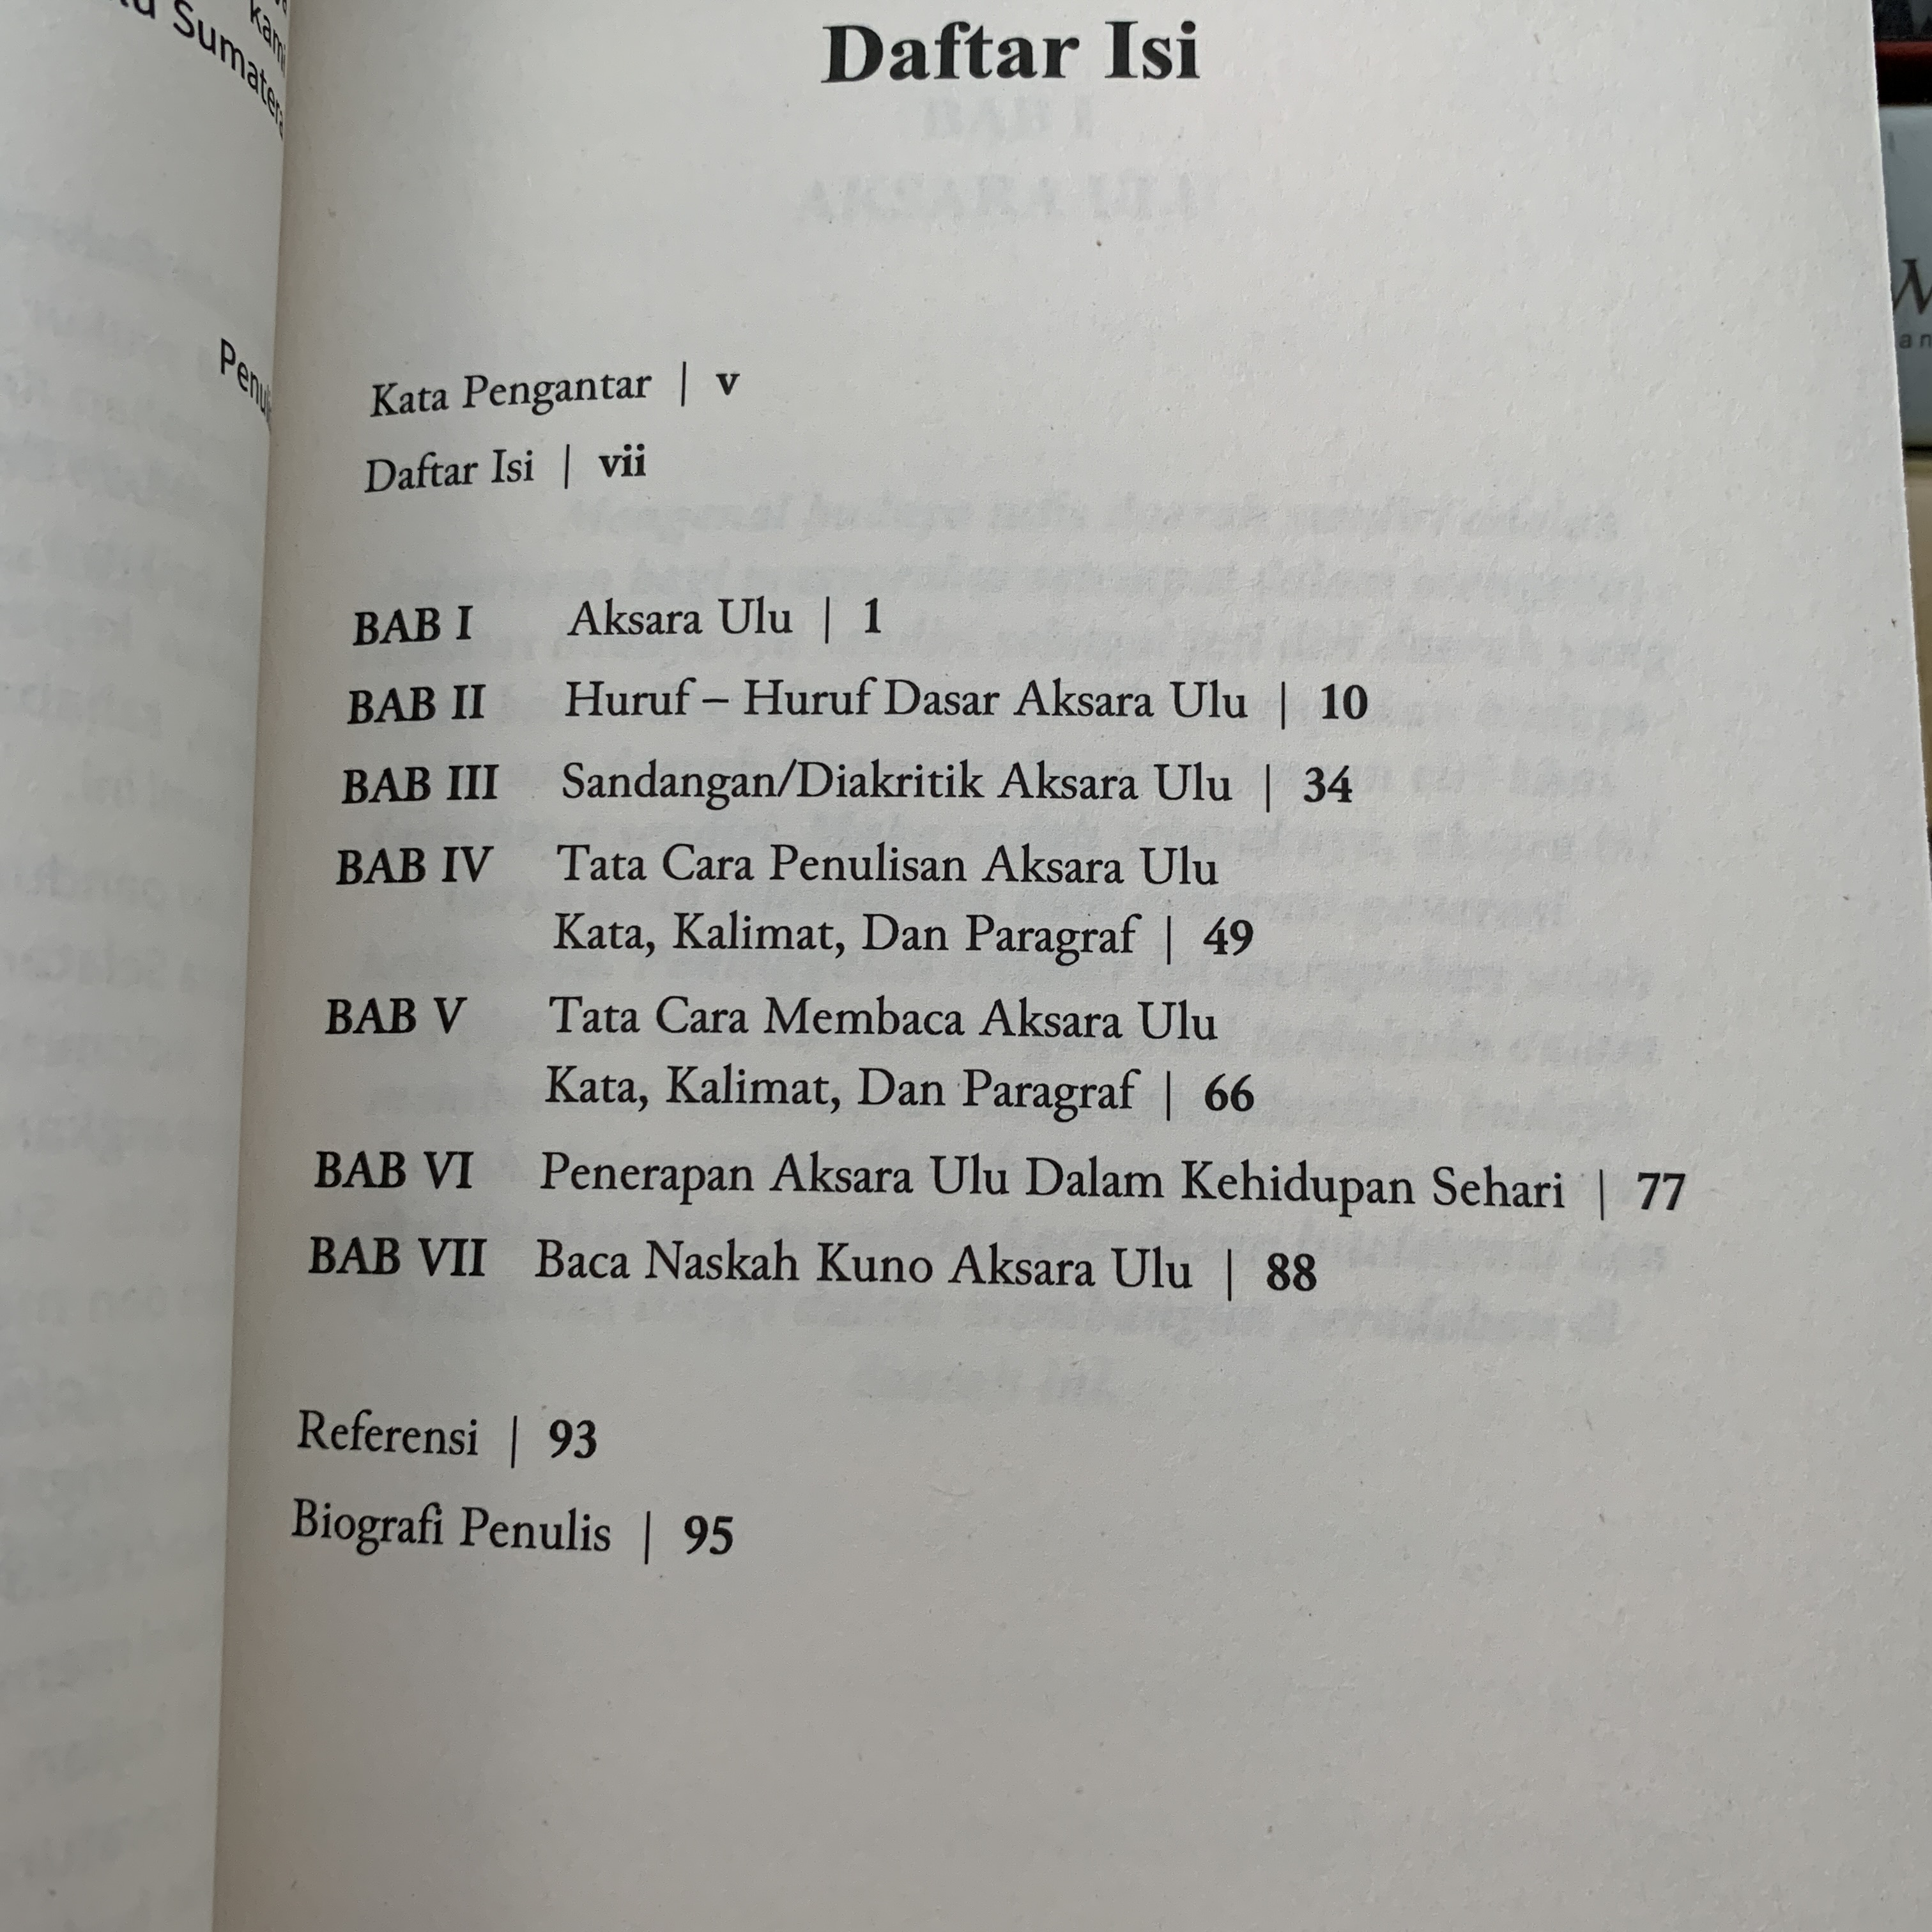 kami
Sumatera
Daftar Isi
Kata Pengantar | v
Daftar Isi | vii
BAB I Aksara Ulu | 1
BAB II Huruf – Huruf Dasar Aksara Ulu | 10
BAB III Sandangan/Diakritik Aksara Ulu | 34
BAB IV Tata Cara Penulisan Aksara Ulu
Kata, Kalimat, Dan Paragraf | 49
BAB V Tata Cara Membaca Aksara Ulu
Kata, Kalimat, Dan Paragraf | 66
BAB VI Penerapan Aksara Ulu Dalam Kehidupan Sehari | 77
BAB VII Baca Naskah Kuno Aksara Ulu | 88
Referensi | 93
Biografi Penulis | 95